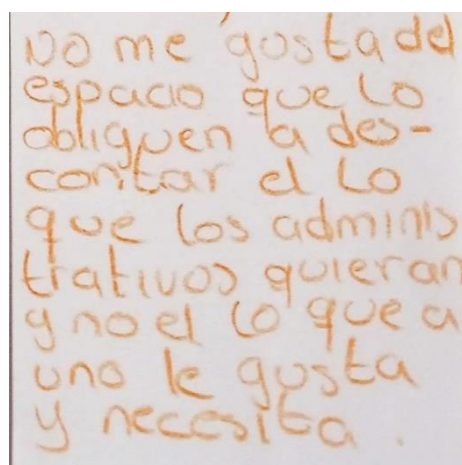 No me gusta del
espacio que lo
obliguen a des-
contar el lo
que los adminis
trativos quieran
y no el lo que a
uno le gusta
y necesita.